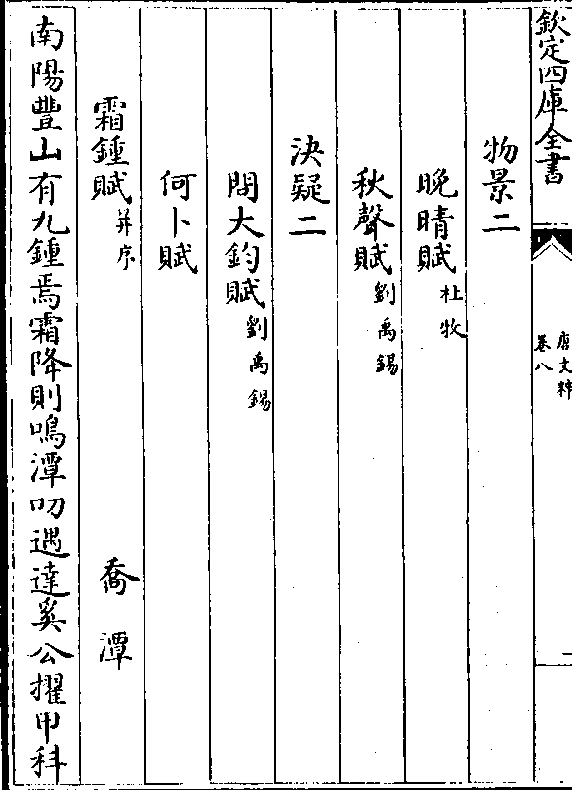 欽定四庫全書
唐文粹
卷八
二
物景二
晚晴賦杜牧
秋聲賦劉禹錫
決疑二
問大鈞賦劉禹錫
何卜賦
霜鍾賦并序 喬潭
南陽豐山有九鍾焉霜降則鳴潭叨遇達奚公擢甲科